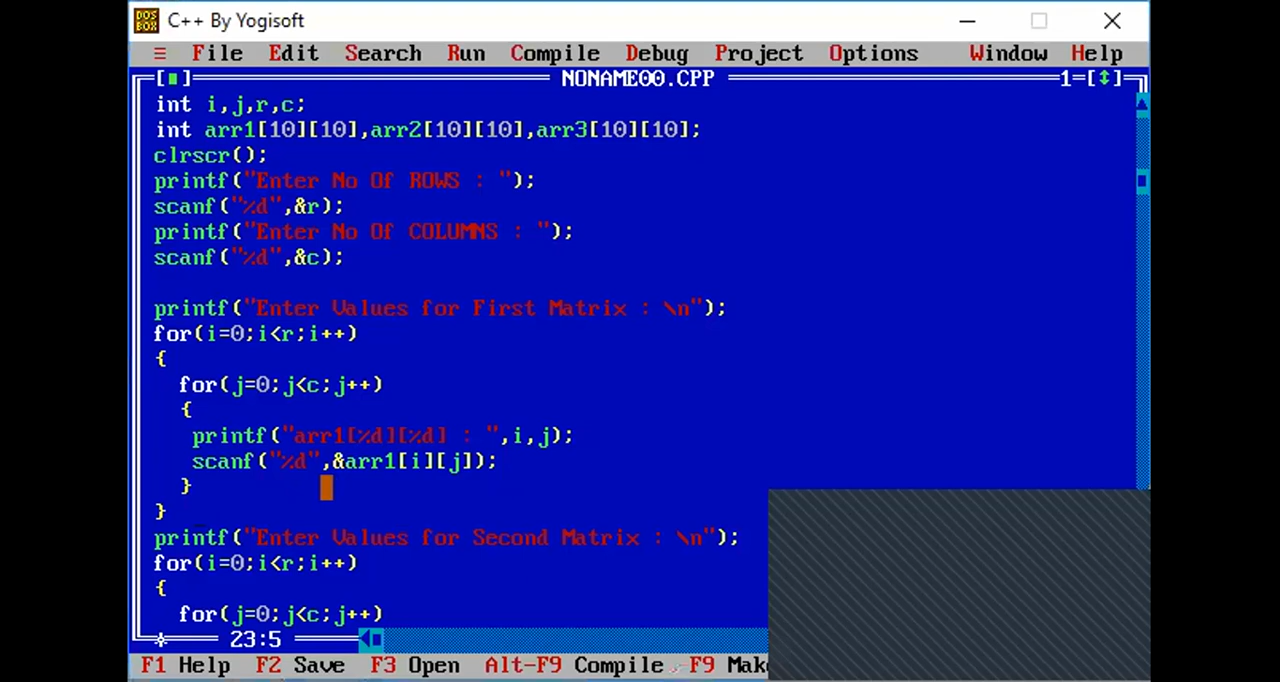 C++ By Yogisoft
≡ File Edit Search Run Compile Debug Project Options Window Help
NONAME00.CPP 1=[↕]
int i,j,r,c;
int arr1[10][10],arr2[10][10],arr3[10][10];
clrscr();
printf("Enter No Of ROWS : ");
scanf("%d",&r);
printf("Enter No Of COLUMNS : ");
scanf("%d",&c);
printf("Enter Values for First Matrix : \n");
for(i=0;i<r;i++)
{
for(j=0;j<c;j++)
{
printf("arr1[%d][%d] : ",i,j);
scanf("%d",&arr1[i][j]);
}
}
printf("Enter Values for Second Matrix : \n");
for(i=0;i<r;i++)
{
for(j=0;j<c;j++)
23:5
F1 Help F2 Save F3 Open Alt-F9 Compile F9 Mak